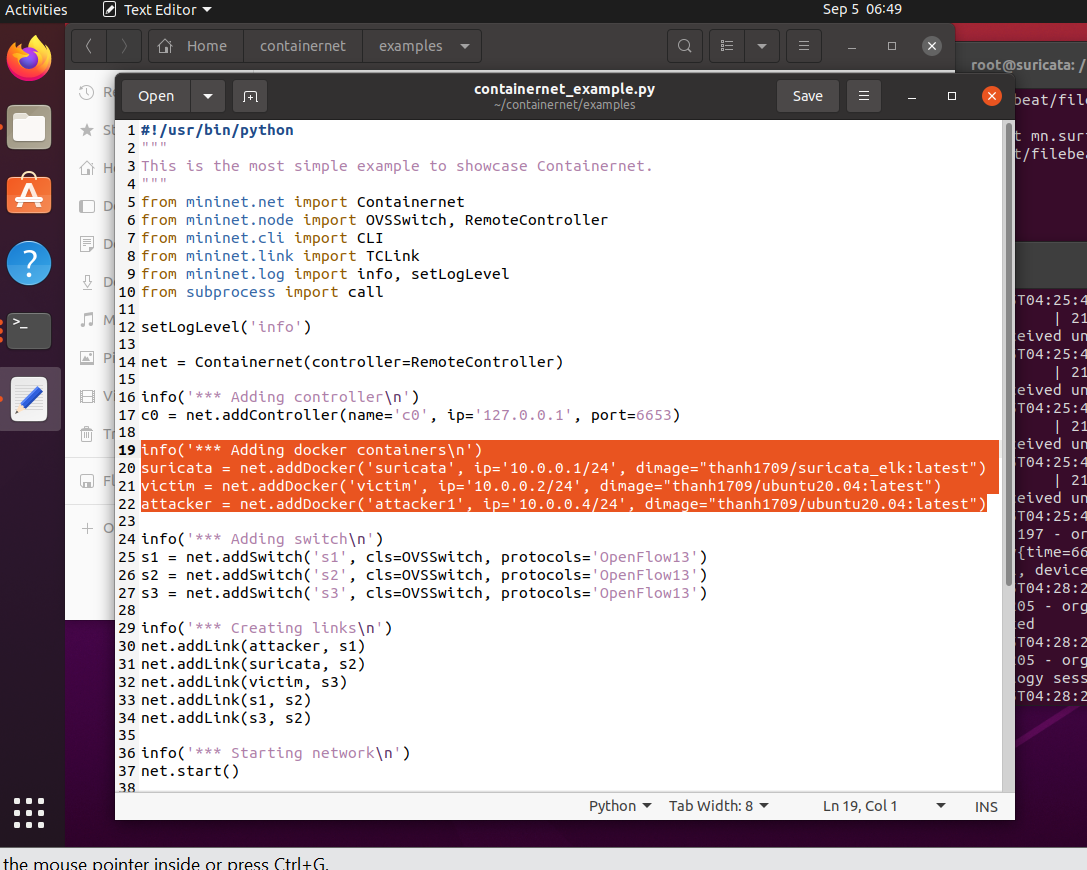 Activities
Text Editor
Sep 5 06:49
Home
containernet
examples
root@suricata: /
Open
containernet_example.py
~/containernet/examples
Save
1 #!/usr/bin/python
2 """
3 This is the most simple example to showcase Containernet.
4 """
5 from mininet.net import Containernet
6 from mininet.node import OVSSwitch, RemoteController
7 from mininet.cli import CLI
8 from mininet.link import TCLink
9 from mininet.log import info, setLogLevel
10 from subprocess import call
11
12 setLogLevel('info')
13
14 net = Containernet(controller=RemoteController)
15
16 info('*** Adding controller\n')
17 c0 = net.addController(name='c0', ip='127.0.0.1', port=6653)
18
19 info('*** Adding docker containers\n')
20 suricata = net.addDocker('suricata', ip='10.0.0.1/24', dimage="thanh1709/suricata_elk:latest")
21 victim = net.addDocker('victim', ip='10.0.0.2/24', dimage="thanh1709/ubuntu20.04:latest")
22 attacker = net.addDocker('attacker1', ip='10.0.0.4/24', dimage="thanh1709/ubuntu20.04:latest")
23
24 info('*** Adding switch\n')
25 s1 = net.addSwitch('s1', cls=OVSSwitch, protocols='OpenFlow13')
26 s2 = net.addSwitch('s2', cls=OVSSwitch, protocols='OpenFlow13')
27 s3 = net.addSwitch('s3', cls=OVSSwitch, protocols='OpenFlow13')
28
29 info('*** Creating links\n')
30 net.addLink(attacker, s1)
31 net.addLink(suricata, s2)
32 net.addLink(victim, s3)
33 net.addLink(s1, s2)
34 net.addLink(s3, s2)
35
36 info('*** Starting network\n')
37 net.start()
38
Python
Tab Width: 8
Ln 19, Col 1
INS
beat/file
t mn.sur
t/filebea
T04:25:4
| 21
eived un
T04:25:4
| 21
eived un
T04:25:4
| 21
eived un
T04:25:4
| 21
eived un
T04:25:4
197 - or
{time=66
, device
T04:28:2
05 - org
ed
T04:28:2
05 - org
ogy sess
T04:28:2
the mouse pointer inside or press Ctrl+G.